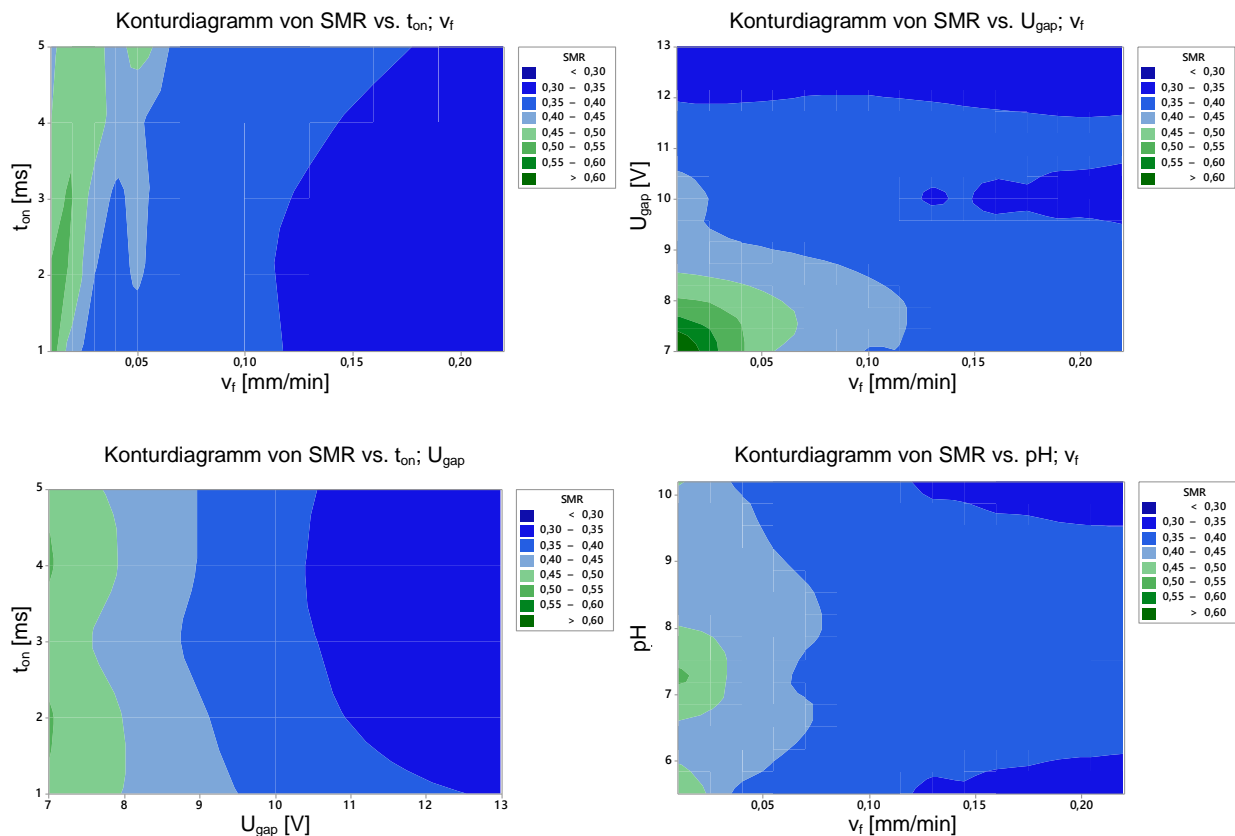 Konturdiagramm von SMR vs. t_on; v_f
5
4
3
2
1
t_on [ms]
0,05
0,10
0,15
0,20
v_f [mm/min]
SMR
< 0,30
0,30 – 0,35
0,35 – 0,40
0,40 – 0,45
0,45 – 0,50
0,50 – 0,55
0,55 – 0,60
> 0,60
Konturdiagramm von SMR vs. U_gap; v_f
13
12
11
10
9
8
7
U_gap [V]
0,05
0,10
0,15
0,20
v_f [mm/min]
SMR
< 0,30
0,30 – 0,35
0,35 – 0,40
0,40 – 0,45
0,45 – 0,50
0,50 – 0,55
0,55 – 0,60
> 0,60
Konturdiagramm von SMR vs. t_on; U_gap
5
4
3
2
1
t_on [ms]
7
8
9
10
11
12
13
U_gap [V]
SMR
< 0,30
0,30 – 0,35
0,35 – 0,40
0,40 – 0,45
0,45 – 0,50
0,50 – 0,55
0,55 – 0,60
> 0,60
Konturdiagramm von SMR vs. pH; v_f
10
9
8
7
6
pH
0,05
0,10
0,15
0,20
v_f [mm/min]
SMR
< 0,30
0,30 – 0,35
0,35 – 0,40
0,40 – 0,45
0,45 – 0,50
0,50 – 0,55
0,55 – 0,60
> 0,60